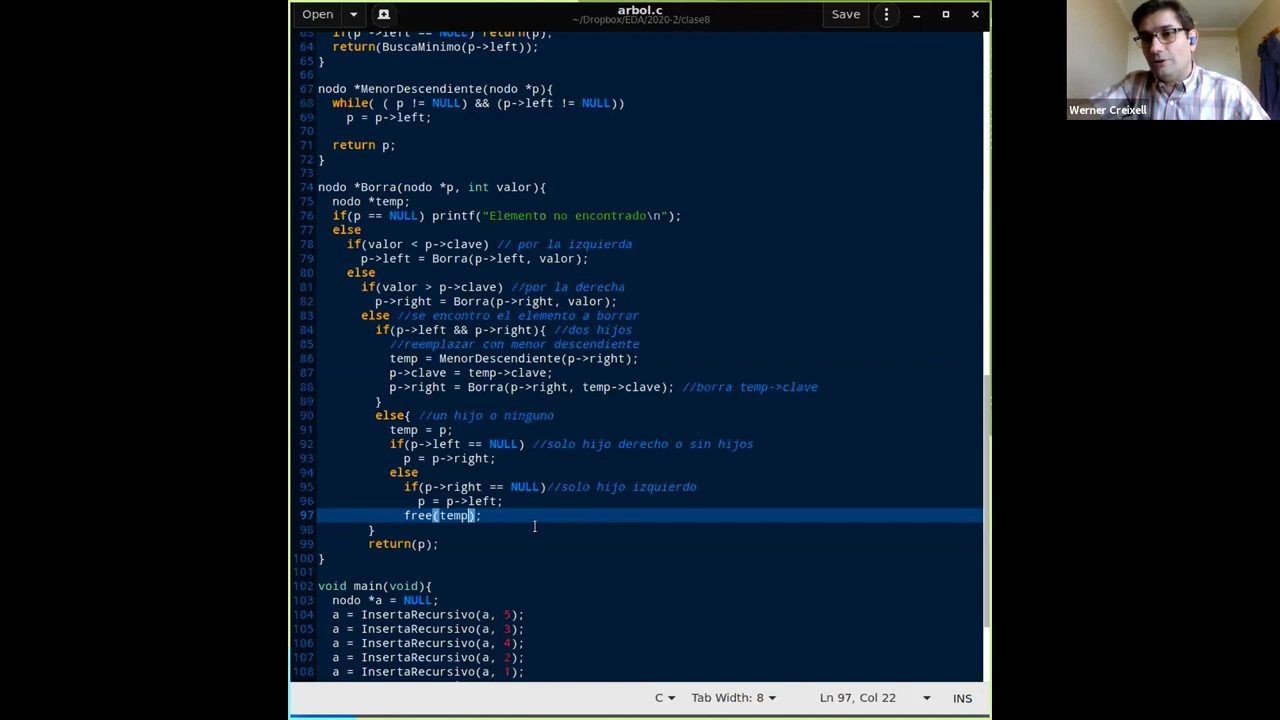 Open
arbol.c
~/Dropbox/EDA/2020-2/clase8
Save
Werner Creixell
63 if(p ->left == NULL) return(p);
64 return(BuscaMinimo(p->left));
65 }
66
67 nodo *MenorDescendiente(nodo *p){
68 while( ( p != NULL) && (p->left != NULL))
69 p = p->left;
70
71 return p;
72 }
73
74 nodo *Borra(nodo *p, int valor){
75 nodo *temp;
76 if(p == NULL) printf("Elemento no encontrado\n");
77 else
78 if(valor < p->clave) // por la izquierda
79 p->left = Borra(p->left, valor);
80 else
81 if(valor > p->clave) //por la derecha
82 p->right = Borra(p->right, valor);
83 else //se encontro el elemento a borrar
84 if(p->left && p->right){ //dos hijos
85 //reemplazar con menor descendiente
86 temp = MenorDescendiente(p->right);
87 p->clave = temp->clave;
88 p->right = Borra(p->right, temp->clave); //borra temp->clave
89 }
90 else{ //un hijo o ninguno
91 temp = p;
92 if(p->left == NULL) //solo hijo derecho o sin hijos
93 p = p->right;
94 else
95 if(p->right == NULL)//solo hijo izquierdo
96 p = p->left;
97 free(temp);
98 }
99 return(p);
100 }
101
102 void main(void){
103 nodo *a = NULL;
104 a = InsertaRecursivo(a, 5);
105 a = InsertaRecursivo(a, 3);
106 a = InsertaRecursivo(a, 4);
107 a = InsertaRecursivo(a, 2);
108 a = InsertaRecursivo(a, 1);
C Tab Width: 8 Ln 97, Col 22 INS